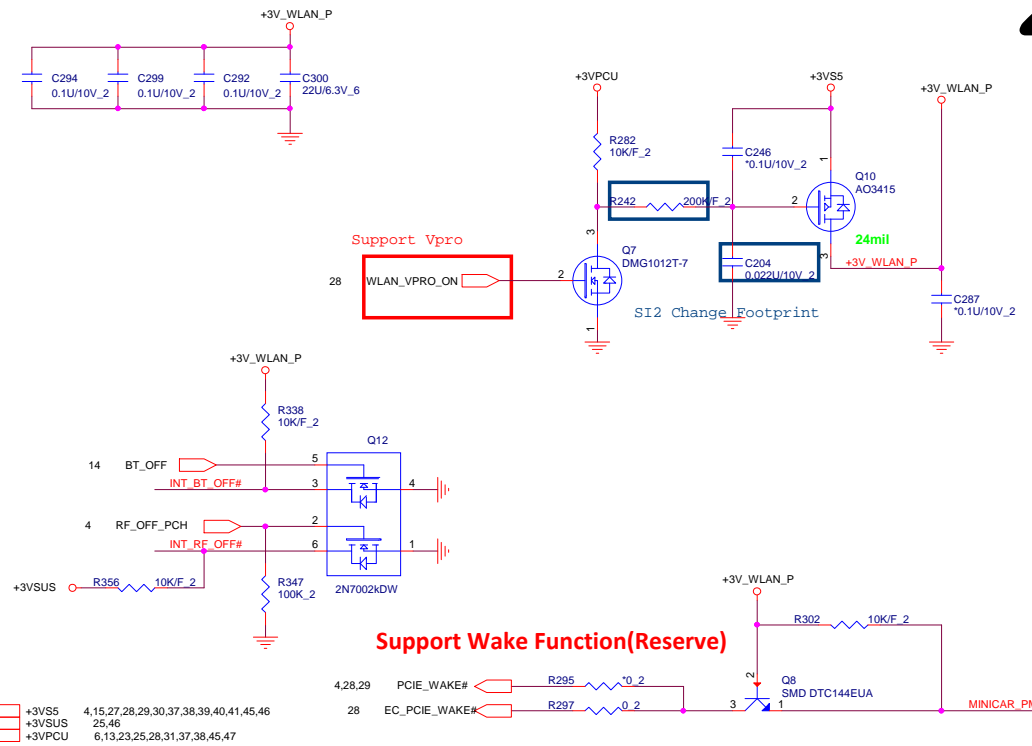 +3V_WLAN_P
C294 C299 C292 C300
0.1U/10V_2 0.1U/10V_2 0.1U/10V_2 22U/6.3V_6
+3VPCU +3VS5 +3V_WLAN_P
R282
10K/F_2
C246
*0.1U/10V_2
1
Q10
AO3415
R242 200K/F_2 2
3
24mil
Support Vpro
Q7
DMG1012T-7
C204
0.022U/10V_2
3
+3V_WLAN_P
28 WLAN_VPRO_ON 2
C287
*0.1U/10V_2
SI2 Change Footprint
1
+3V_WLAN_P
R338
10K/F_2
Q12
14 BT_OFF 5
INT_BT_OFF# 3 4
4 RF_OFF_PCH 2
INT_RF_OFF# 6 1
+3VSUS R356 10K/F_2
R347
100K_2
2N7002kDW
+3V_WLAN_P
R302 10K/F_2
Support Wake Function(Reserve)
2
Q8
SMD DTC144EUA
4,28,29 PCIE_WAKE# R295 *0_2
28 EC_PCIE_WAKE# R297 0_2 3 1 MINICAR_PM
+3VS5 4,15,27,28,29,30,37,38,39,40,41,45,46
+3VSUS 25,46
+3VPCU 6,13,23,25,28,31,37,38,45,47